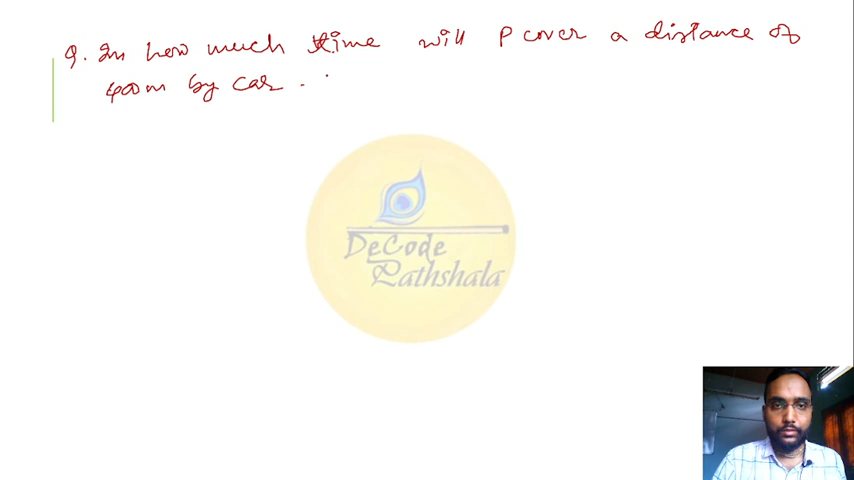 Q. In how much time will P cover a distance of
400m by car.
DeCode
Pathshala